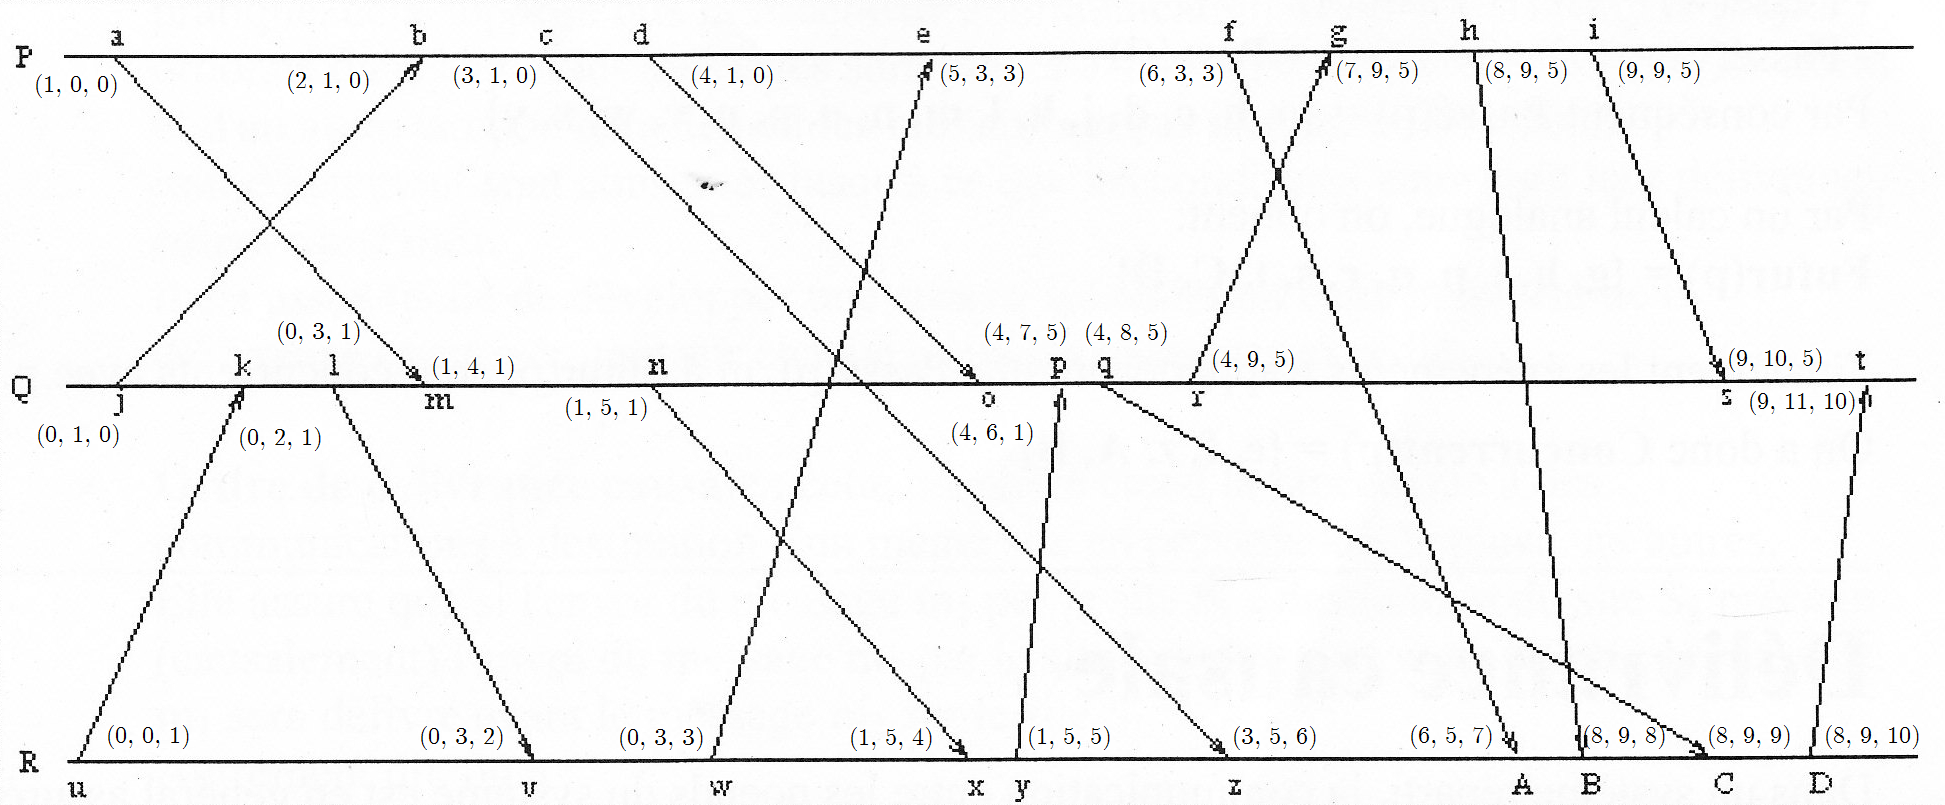 a b c d e f g h i
P
(1, 0, 0) (2, 1, 0) (3, 1, 0) (4, 1, 0) (5, 3, 3) (6, 3, 3) (7, 9, 5) (8, 9, 5) (9, 9, 5)
(0, 3, 1) (4, 7, 5) (4, 8, 5)
k l (1, 4, 1) n p q (4, 9, 5) (9, 10, 5) t
Q
j m o r s
(0, 1, 0) (0, 2, 1) (1, 5, 1) (4, 6, 1) (9, 11, 10)
(0, 0, 1) (0, 3, 2) (0, 3, 3) (1, 5, 4) (1, 5, 5) (3, 5, 6) (6, 5, 7) (8, 9, 8) (8, 9, 9) (8, 9, 10)
R
u v w x y z A B C D